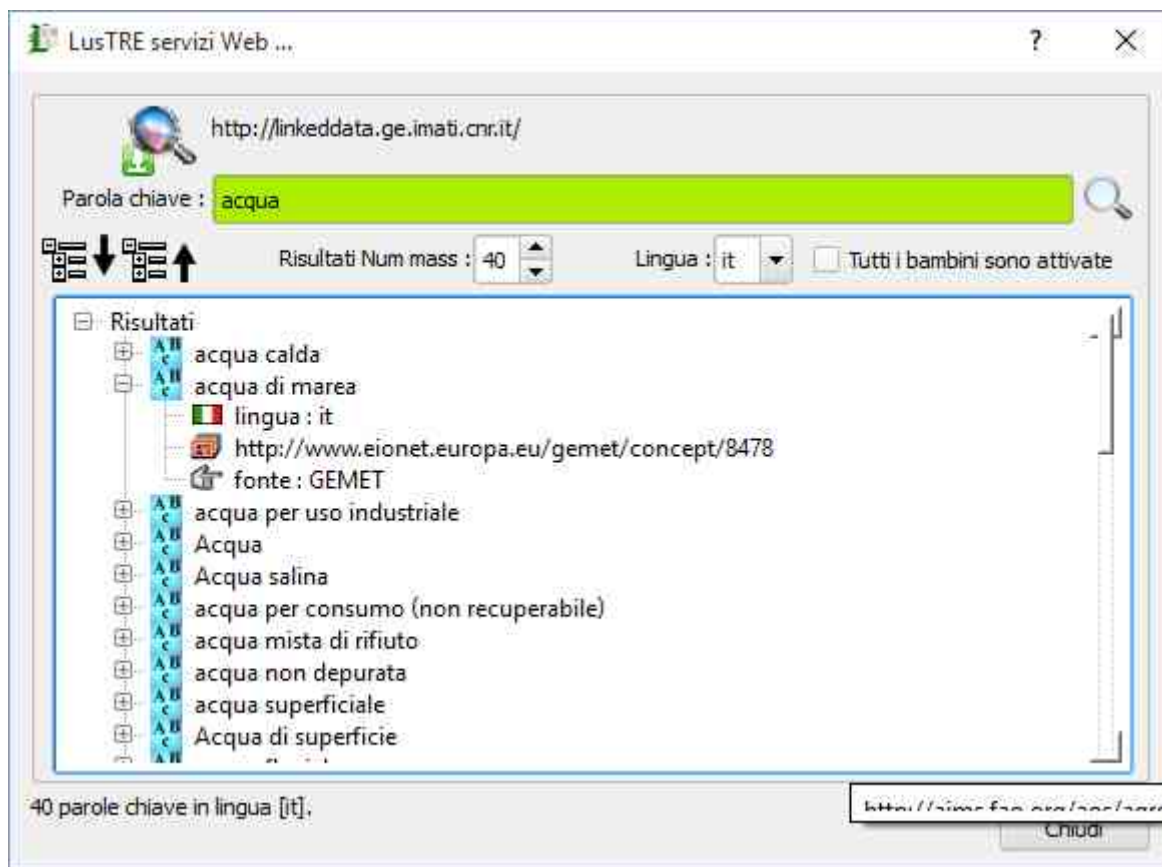 LusTRE servizi Web ...
?
http://linkeddata.ge.imati.cnr.it/
Parola chiave : acqua
Risultati Num mass : 40 Lingua : it Tutti i bambini sono attivate
Risultati
acqua calda
acqua di marea
lingua : it
http://www.eionet.europa.eu/gemet/concept/8478
fonte : GEMET
acqua per uso industriale
Acqua
Acqua salina
acqua per consumo (non recuperabile)
acqua mista di rifiuto
acqua non depurata
acqua superficiale
Acqua di superficie
40 parole chiave in lingua [it].
Chiudi